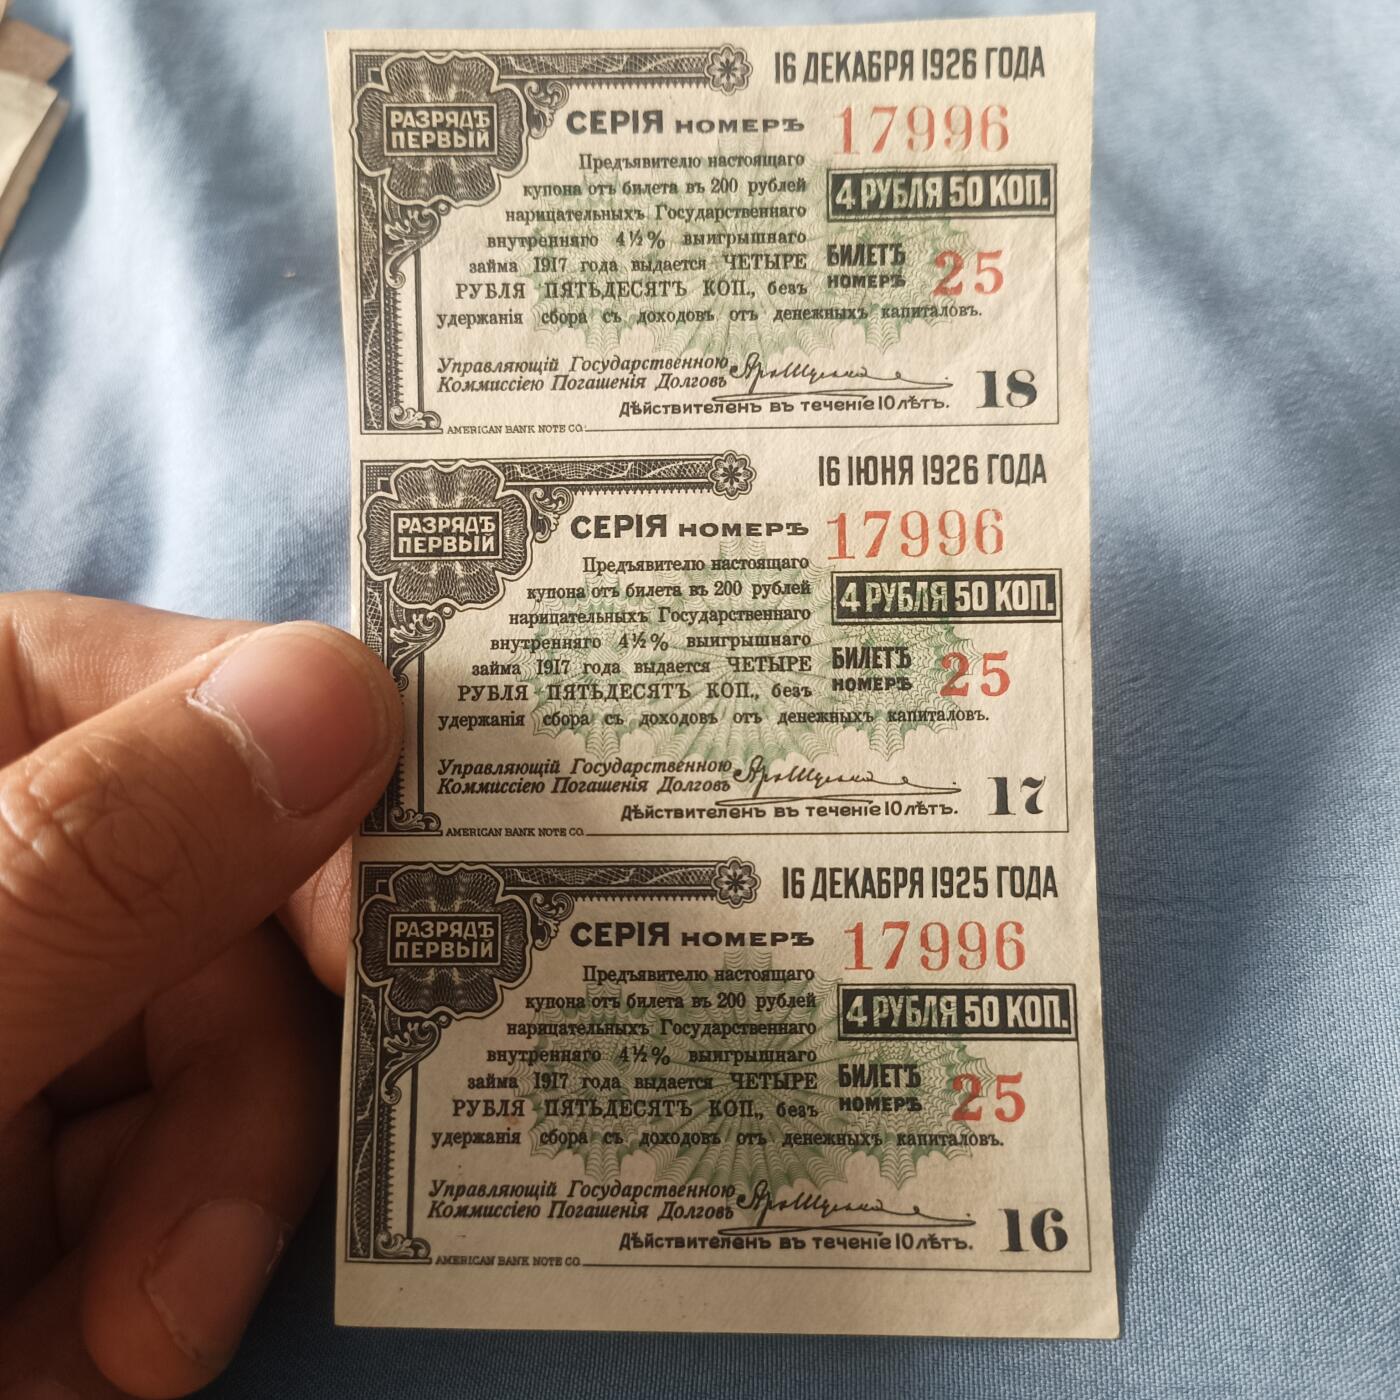 16 ДЕКАБРЯ 1926 ГОДА
РАЗРЯДЪ
ПЕРВЫЙ
СЕРІЯ НОМЕРЪ 17996
Предъявителю настоящаго
купона отъ билета въ 200 рублей
нарицательныхъ Государственнаго
внутренняго 4½% выигрышнаго
займа 1917 года выдается ЧЕТЫРЕ
РУБЛЯ ПЯТЬДЕСЯТЪ КОП., безъ
удержанія сбора съ доходовъ отъ денежныхъ капиталовъ.
4 РУБЛЯ 50 КОП.
БИЛЕТЪ
НОМЕРЪ 25
Управляющій Государственною
Коммиссіею Погашенія Долговъ
Дѣйствителенъ въ теченіе 10 лѣтъ.
18
AMERICAN BANK NOTE CO.
16 ІЮНЯ 1926 ГОДА
РАЗРЯДЪ
ПЕРВЫЙ
СЕРІЯ НОМЕРЪ 17996
Предъявителю настоящаго
купона отъ билета въ 200 рублей
нарицательныхъ Государственнаго
внутренняго 4½% выигрышнаго
займа 1917 года выдается ЧЕТЫРЕ
РУБЛЯ ПЯТЬДЕСЯТЪ КОП., безъ
удержанія сбора съ доходовъ отъ денежныхъ капиталовъ.
4 РУБЛЯ 50 КОП.
БИЛЕТЪ
НОМЕРЪ 25
Управляющій Государственною
Коммиссіею Погашенія Долговъ
Дѣйствителенъ въ теченіе 10 лѣтъ.
17
AMERICAN BANK NOTE CO.
16 ДЕКАБРЯ 1925 ГОДА
РАЗРЯДЪ
ПЕРВЫЙ
СЕРІЯ НОМЕРЪ 17996
Предъявителю настоящаго
купона отъ билета въ 200 рублей
нарицательныхъ Государственнаго
внутренняго 4½% выигрышнаго
займа 1917 года выдается ЧЕТЫРЕ
РУБЛЯ ПЯТЬДЕСЯТЪ КОП., безъ
удержанія сбора съ доходовъ отъ денежныхъ капиталовъ.
4 РУБЛЯ 50 КОП.
БИЛЕТЪ
НОМЕРЪ 25
Управляющій Государственною
Коммиссіею Погашенія Долговъ
Дѣйствителенъ въ теченіе 10 лѣтъ.
16
AMERICAN BANK NOTE CO.